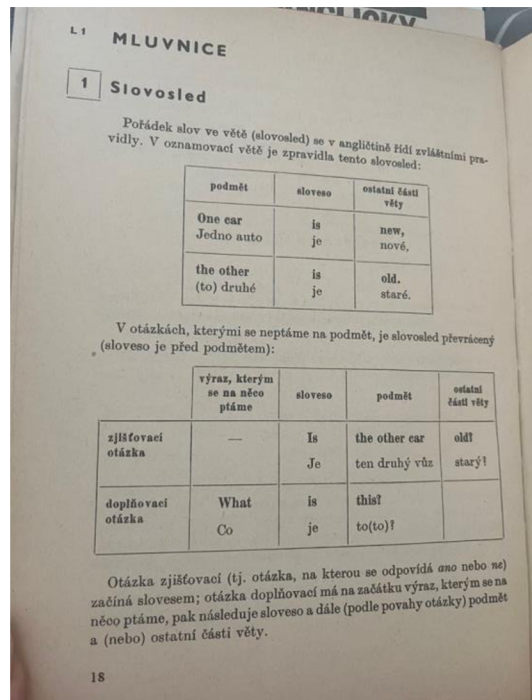 L1 MLUVNICE
1 Slovosled
Pořádek slov ve větě (slovosled) se v angličtině řídí zvláštními pra-
vidly. V oznamovací větě je zpravidla tento slovosled:
podmět sloveso ostatní části
věty
One car is new,
Jedno auto je nové,
the other is old.
(to) druhé je staré.
V otázkách, kterými se neptáme na podmět, je slovosled převrácený
(sloveso je před podmětem):
výraz, kterým
se na něco
ptáme
sloveso podmět ostatní
části věty
zjišťovací
otázka
— Is the other car old?
Je ten druhý vůz starý?
doplňovací
otázka
What is this?
Co je to(to)?
Otázka zjišťovací (tj. otázka, na kterou se odpovídá ano nebo ne)
začíná slovesem; otázka doplňovací má na začátku výraz, kterým se na
něco ptáme, pak následuje sloveso a dále (podle povahy otázky) podmět
a (nebo) ostatní části věty.
18